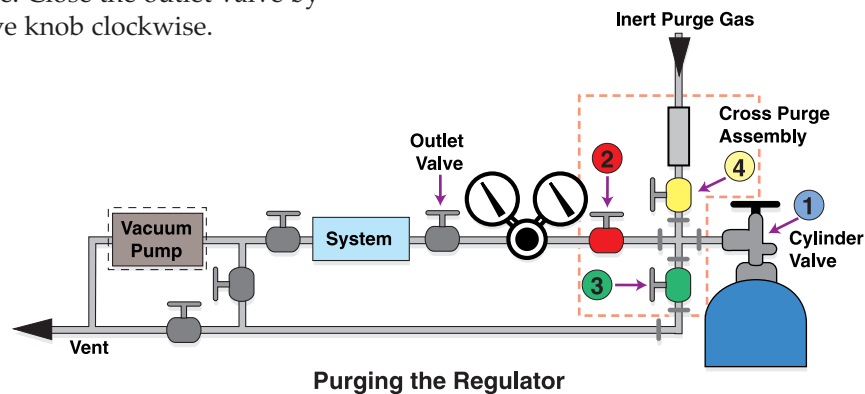 c. Close the outlet valve by
ve knob clockwise.
Inert Purge Gas
Cross Purge
Assembly
Outlet
Valve
2
4
1
Vacuum
Pump
System
Cylinder
Valve
3
Vent
Purging the Regulator